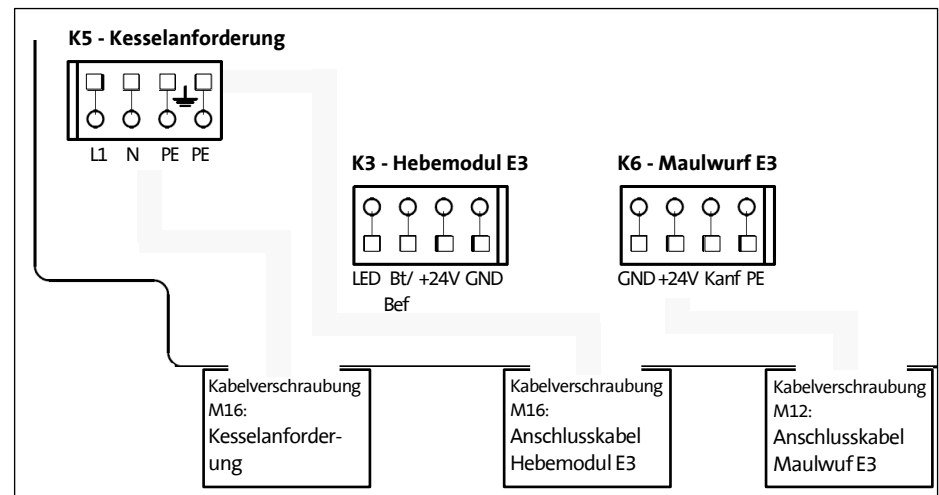 K5 - Kesselanforderung
L1 N PE PE
K3 - Hebemodul E3
LED Bt/ +24V GND
Bef
K6 - Maulwurf E3
GND +24V Kanf PE
Kabelverschraubung
M16:
Kesselanforder-
ung
Kabelverschraubung
M16:
Anschlusskabel
Hebemodul E3
Kabelverschraubung
M12:
Anschlusskabel
Maulwuf E3